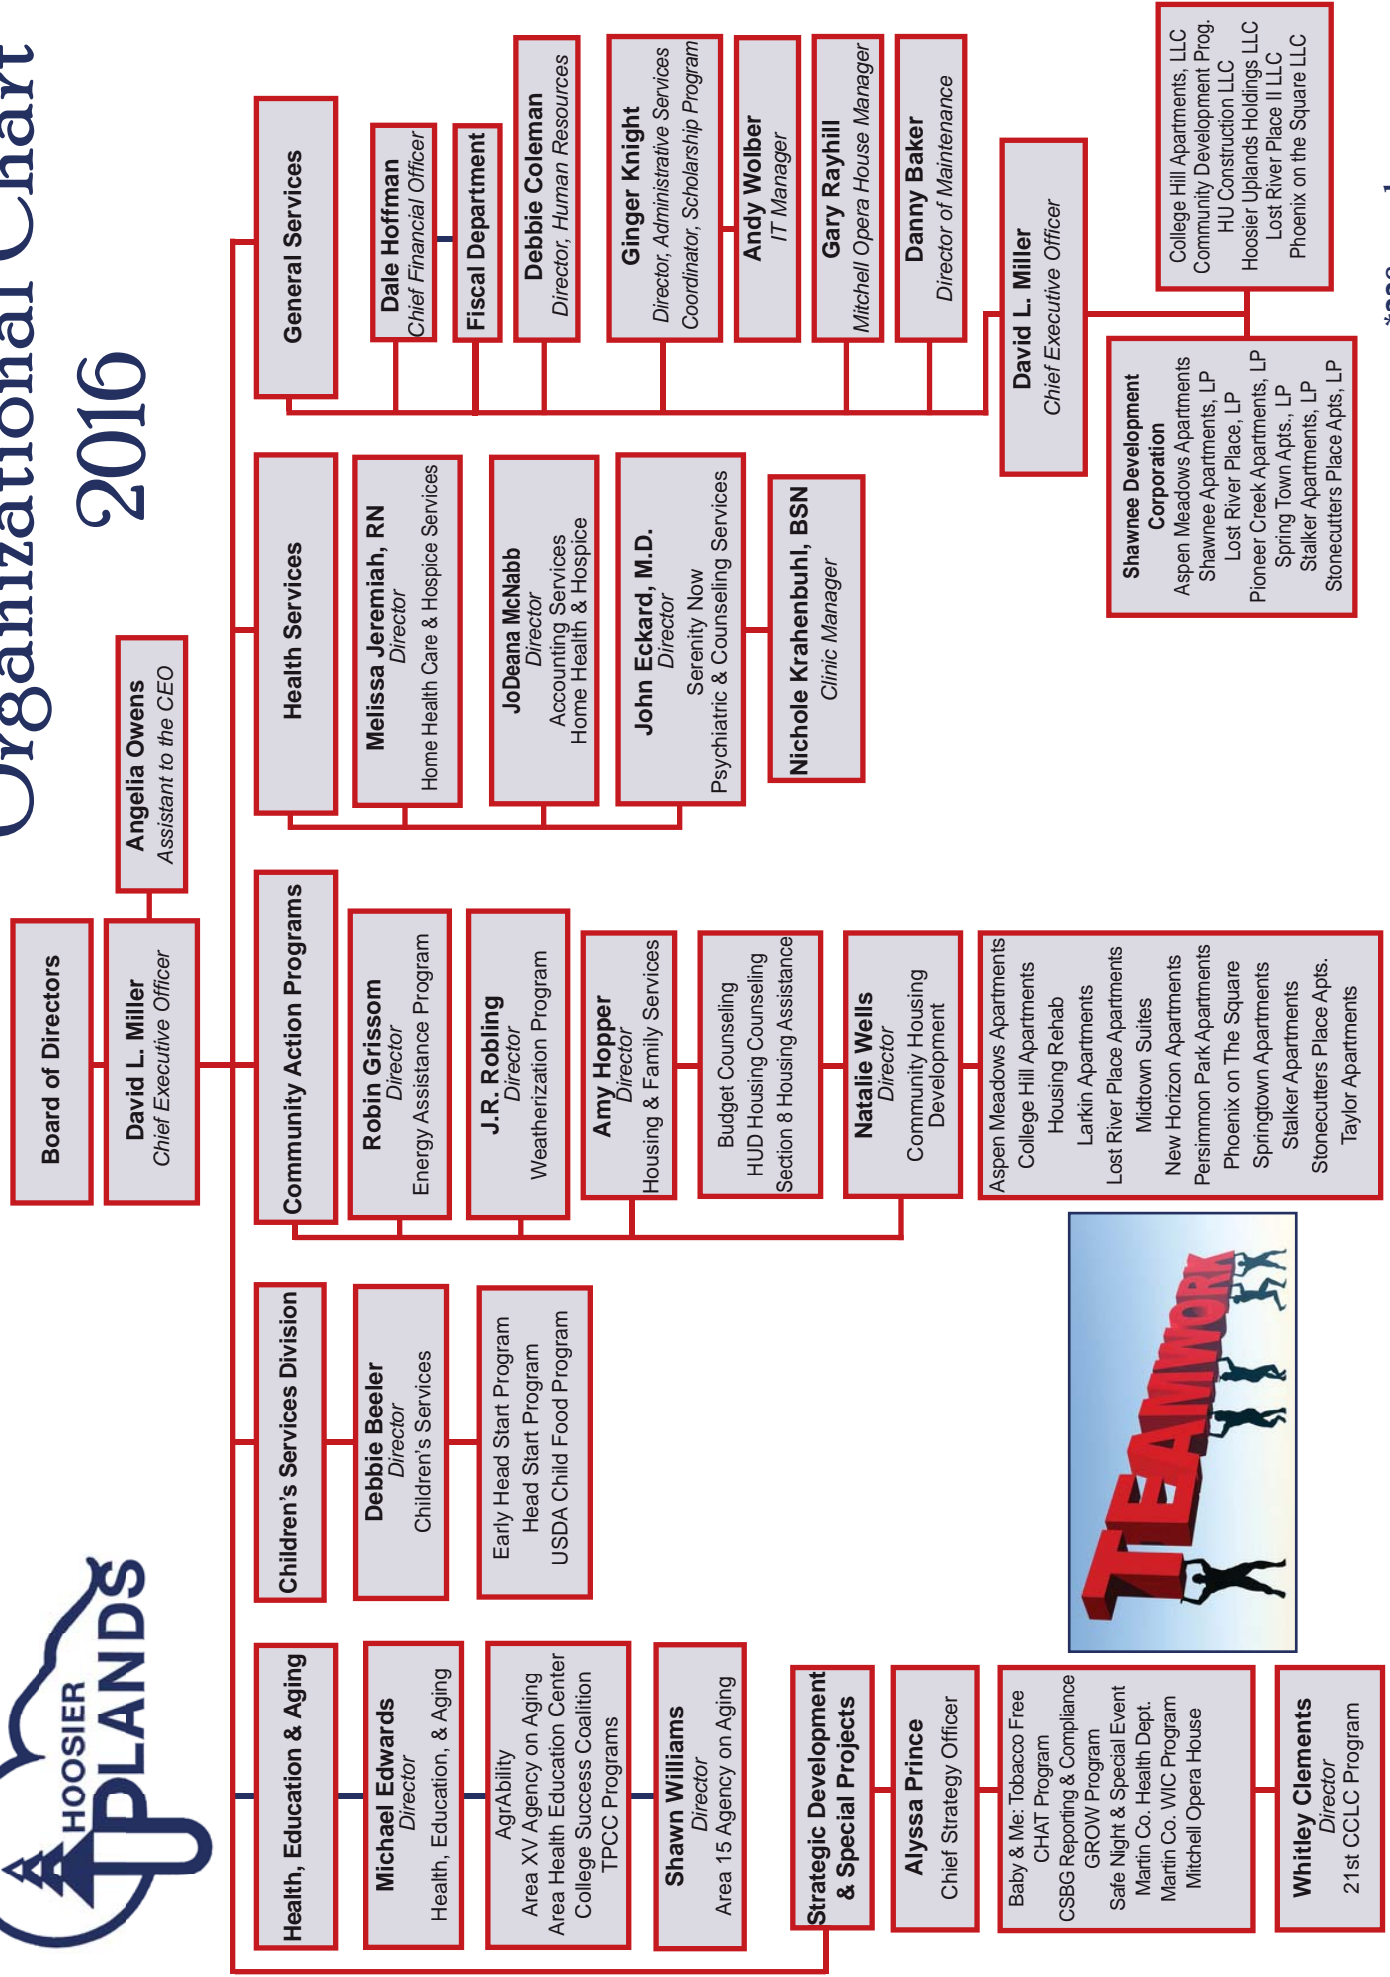 Organizational Chart
2016
HOOSIER
UPLANDS
Board of Directors
David L. Miller
Chief Executive Officer
Angelia Owens
Assistant to the CEO
Health, Education & Aging
Michael Edwards
Director
Health, Education, & Aging
AgrAbility
Area XV Agency on Aging
Area Health Education Center
College Success Coalition
TPCC Programs
Shawn Williams
Director
Area 15 Agency on Aging
Strategic Development
& Special Projects
Alyssa Prince
Chief Strategy Officer
Baby & Me: Tobacco Free
CHAT Program
CSBG Reporting & Compliance
GROW Program
Safe Night & Special Event
Martin Co. Health Dept.
Martin Co. WIC Program
Mitchell Opera House
Whitley Clements
Director
21st CCLC Program
Children's Services Division
Debbie Beeler
Director
Children's Services
Early Head Start Program
Head Start Program
USDA Child Food Program
Community Action Programs
Robin Grissom
Director
Energy Assistance Program
J.R. Robling
Director
Weatherization Program
Amy Hopper
Director
Housing & Family Services
Budget Counseling
HUD Housing Counseling
Section 8 Housing Assistance
Natalie Wells
Director
Community Housing
Development
Aspen Meadows Apartments
College Hill Apartments
Housing Rehab
Larkin Apartments
Lost River Place Apartments
Midtown Suites
New Horizon Apartments
Persimmon Park Apartments
Phoenix on The Square
Springtown Apartments
Stalker Apartments
Stonecutters Place Apts.
Taylor Apartments
TEAMWORK
Health Services
Melissa Jeremiah, RN
Director
Home Health Care & Hospice Services
JoDeana McNabb
Director
Accounting Services
Home Health & Hospice
John Eckard, M.D.
Director
Serenity Now
Psychiatric & Counseling Services
Nichole Krahenbuhl, BSN
Clinic Manager
General Services
Dale Hoffman
Chief Financial Officer
Fiscal Department
Debbie Coleman
Director, Human Resources
Ginger Knight
Director, Administrative Services
Coordinator, Scholarship Program
Andy Wolber
IT Manager
Gary Rayhill
Mitchell Opera House Manager
Danny Baker
Director of Maintenance
David L. Miller
Chief Executive Officer
Shawnee Development
Corporation
Aspen Meadows Apartments
Shawnee Apartments, LP
Lost River Place, LP
Pioneer Creek Apartments, LP
Spring Town Apts., LP
Stalker Apartments, LP
Stonecutters Place Apts, LP
College Hill Apartments, LLC
Community Development Prog.
HU Construction LLC
Hoosier Uplands Holdings LLC
Lost River Place II LLC
Phoenix on the Square LLC